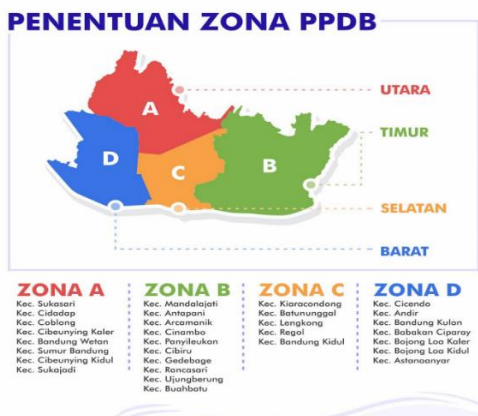 PENENTUAN ZONA PPDB
A
B
C
D
UTARA
TIMUR
SELATAN
BARAT
ZONA A
Kec. Sukasari
Kec. Cidadap
Kec. Coblong
Kec. Cibeunying Kaler
Kec. Bandung Wetan
Kec. Sumur Bandung
Kec. Cibeunying Kidul
Kec. Sukajadi
ZONA B
Kec. Mandalajati
Kec. Antapani
Kec. Arcamanik
Kec. Cinambo
Kec. Panyileukan
Kec. Cibiru
Kec. Gedebage
Kec. Rancasari
Kec. Ujungberung
Kec. Buahbatu
ZONA C
Kec. Kiaracondong
Kec. Batununggal
Kec. Lengkong
Kec. Regol
Kec. Bandung Kidul
ZONA D
Kec. Cicendo
Kec. Andir
Kec. Bandung Kulon
Kec. Babakan Ciparay
Kec. Bojong Loa Kaler
Kec. Bojong Loa Kidul
Kec. Astanaanyar